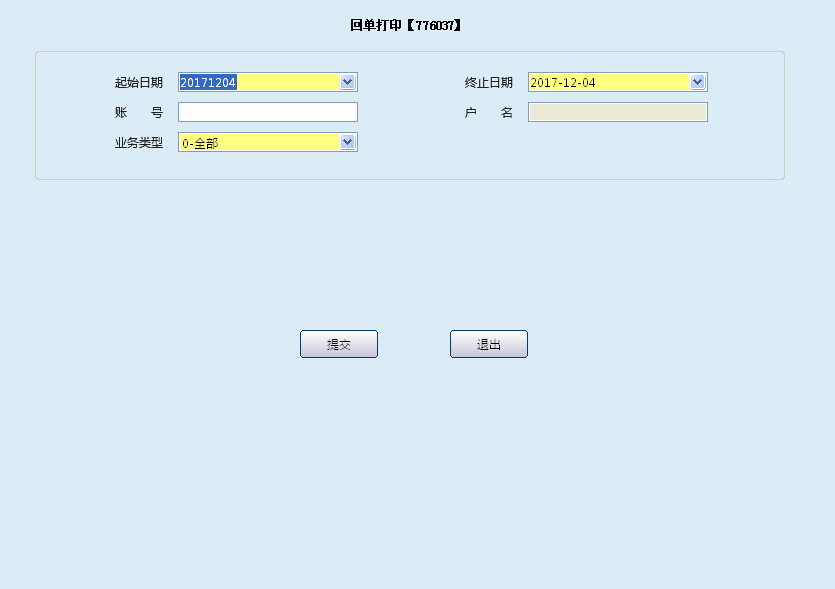 回单打印【776037】
起始日期 20171204 终止日期 2017-12-04
账 号 户 名
业务类型 0-全部
提交 退出